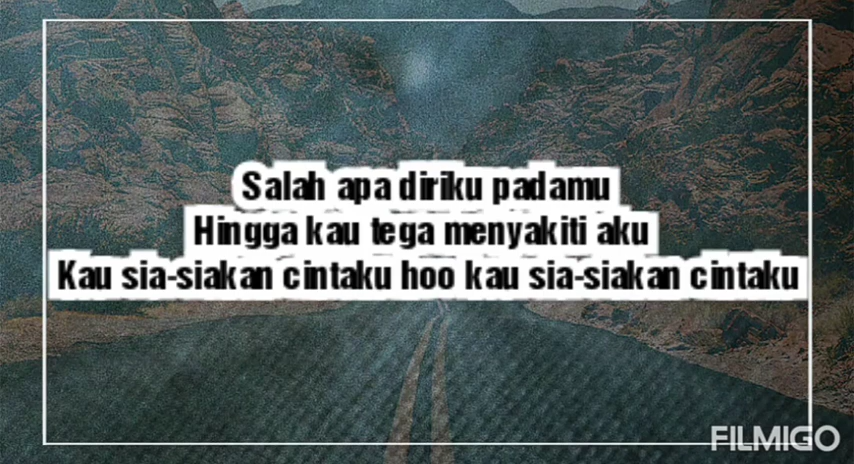 Salah apa diriku padamu
Hingga kau tega menyakiti aku
Kau sia-siakan cintaku hoo kau sia-siakan cintaku
FILMIGO